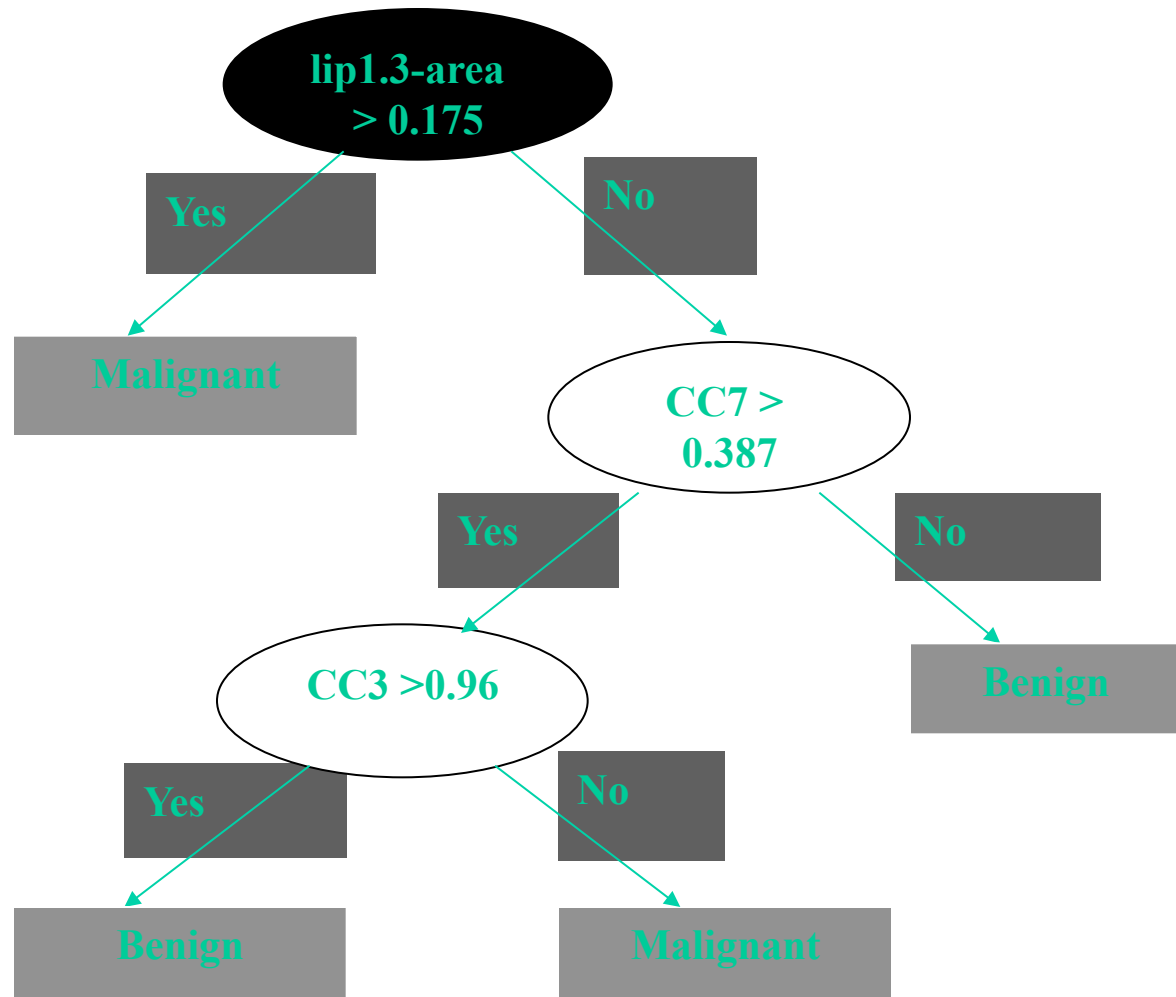 lip1.3-area
> 0.175
Yes
No
Malignant
CC7 >
0.387
Yes
No
CC3 >0.96
Benign
Yes
No
Benign
Malignant